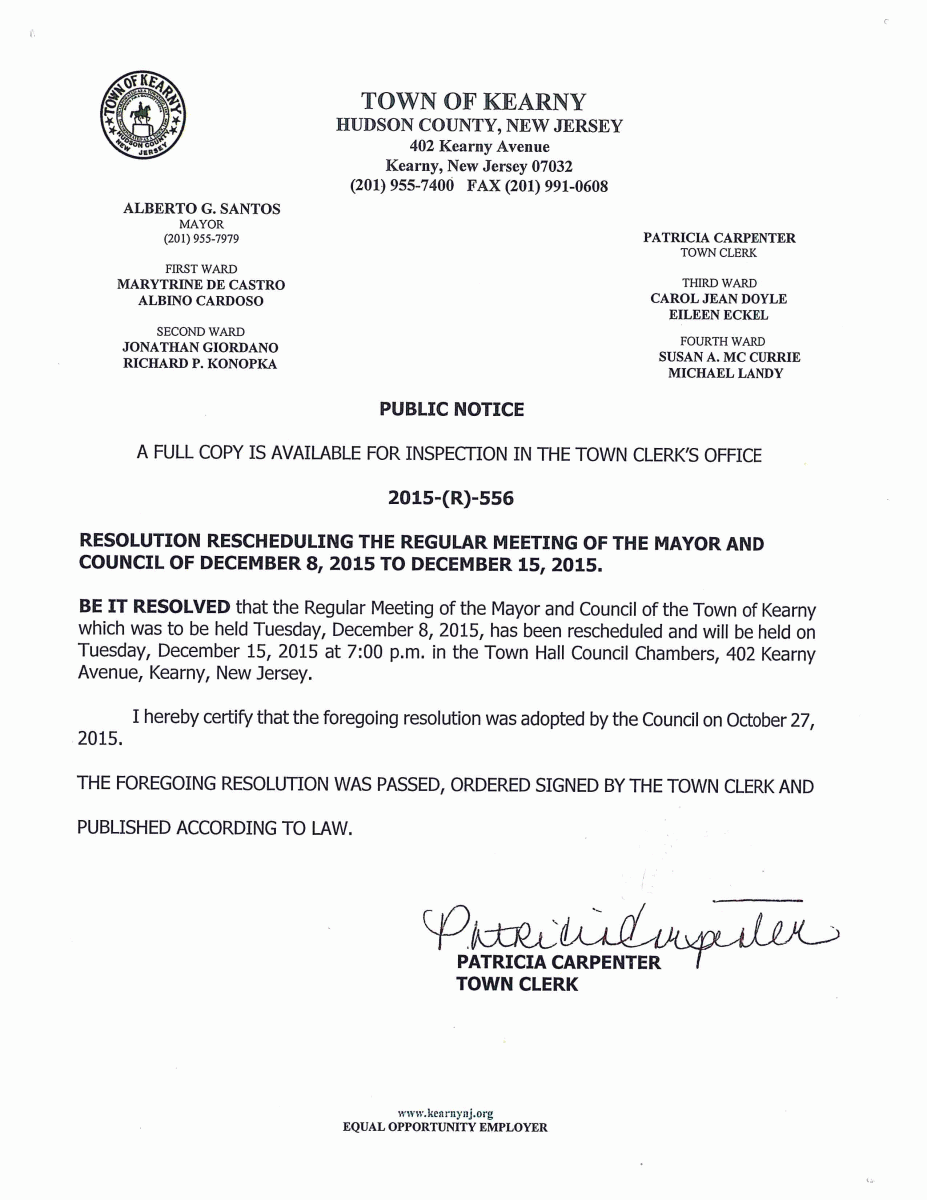 TOWN OF KEARNY
HUDSON COUNTY
NEW JERSEY
TOWN OF KEARNY
HUDSON COUNTY, NEW JERSEY
402 Kearny Avenue
Kearny, New Jersey 07032
(201) 955-7400 FAX (201) 991-0608
ALBERTO G. SANTOS
MAYOR
(201) 955-7979
FIRST WARD
MARYTRINE DE CASTRO
ALBINO CARDOSO
SECOND WARD
JONATHAN GIORDANO
RICHARD P. KONOPKA
PATRICIA CARPENTER
TOWN CLERK
THIRD WARD
CAROL JEAN DOYLE
EILEEN ECKEL
FOURTH WARD
SUSAN A. MC CURRIE
MICHAEL LANDY
PUBLIC NOTICE
A FULL COPY IS AVAILABLE FOR INSPECTION IN THE TOWN CLERK'S OFFICE
2015-(R)-556
RESOLUTION RESCHEDULING THE REGULAR MEETING OF THE MAYOR AND
COUNCIL OF DECEMBER 8, 2015 TO DECEMBER 15, 2015.
BE IT RESOLVED that the Regular Meeting of the Mayor and Council of the Town of Kearny
which was to be held Tuesday, December 8, 2015, has been rescheduled and will be held on
Tuesday, December 15, 2015 at 7:00 p.m. in the Town Hall Council Chambers, 402 Kearny
Avenue, Kearny, New Jersey.
I hereby certify that the foregoing resolution was adopted by the Council on October 27,
2015.
THE FOREGOING RESOLUTION WAS PASSED, ORDERED SIGNED BY THE TOWN CLERK AND
PUBLISHED ACCORDING TO LAW.
Patricia Carpenter
PATRICIA CARPENTER
TOWN CLERK
www.kearnynj.org
EQUAL OPPORTUNITY EMPLOYER